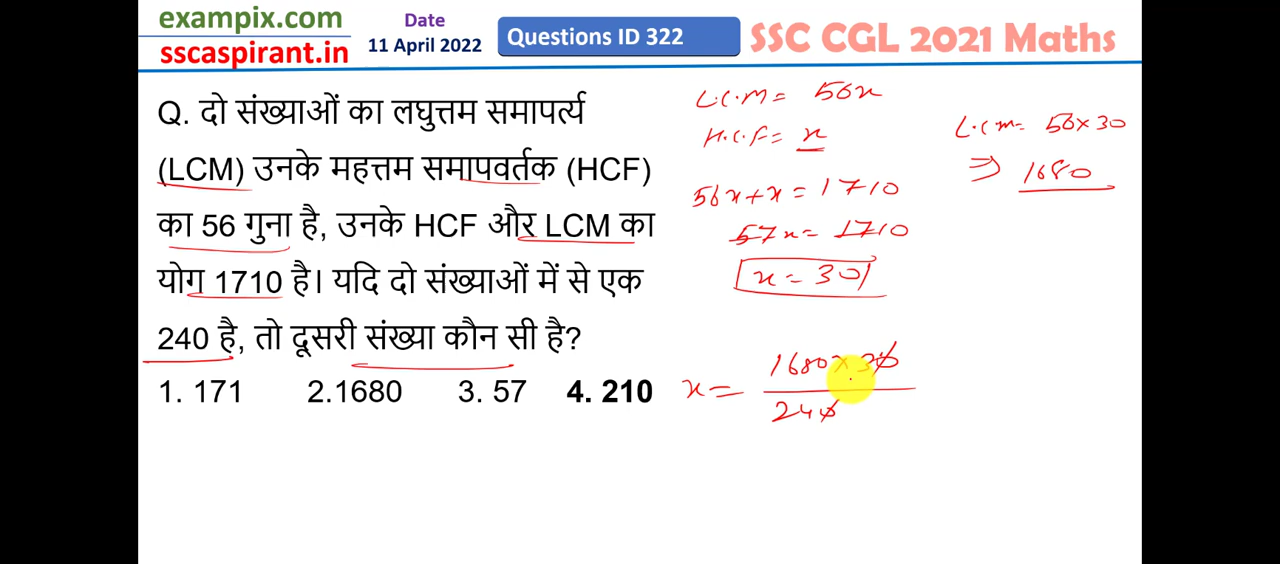 exampix.com
sscaspirant.in
Date
11 April 2022
Questions ID 322
SSC CGL 2021 Maths
Q. दो संख्याओं का लघुत्तम समापर्त्य
(LCM) उनके महत्तम समापवर्तक (HCF)
का 56 गुना है, उनके HCF और LCM का
योग 1710 है। यदि दो संख्याओं में से एक
240 है, तो दूसरी संख्या कौन सी है?
1. 171 2.1680 3. 57 4. 210
L.C.M = 56x
H.C.F = x
56x+x = 1710
57x = 1710
x = 30
L.C.M = 56×30
⇒ 1680
x = 1680×30
240